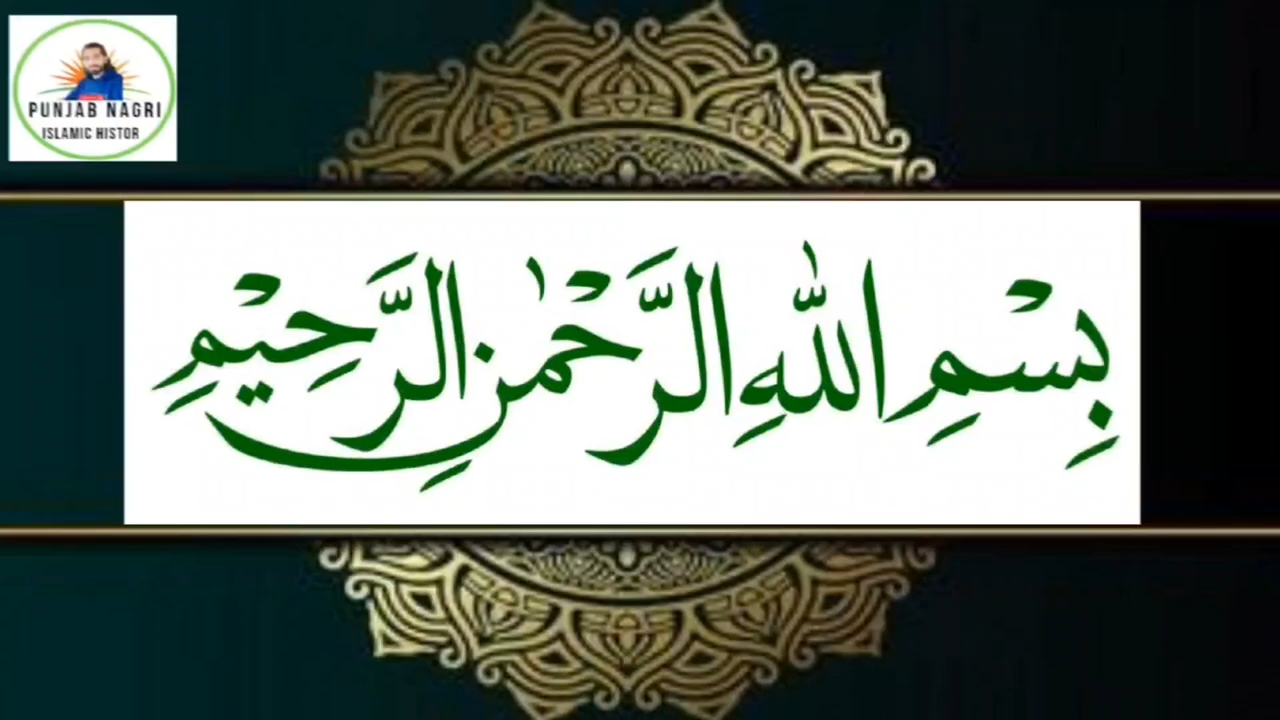 PUNJAB NAGRI
ISLAMIC HISTOR
بِسْمِ اللّٰهِ الرَّحْمٰنِ الرَّحِيْمِ